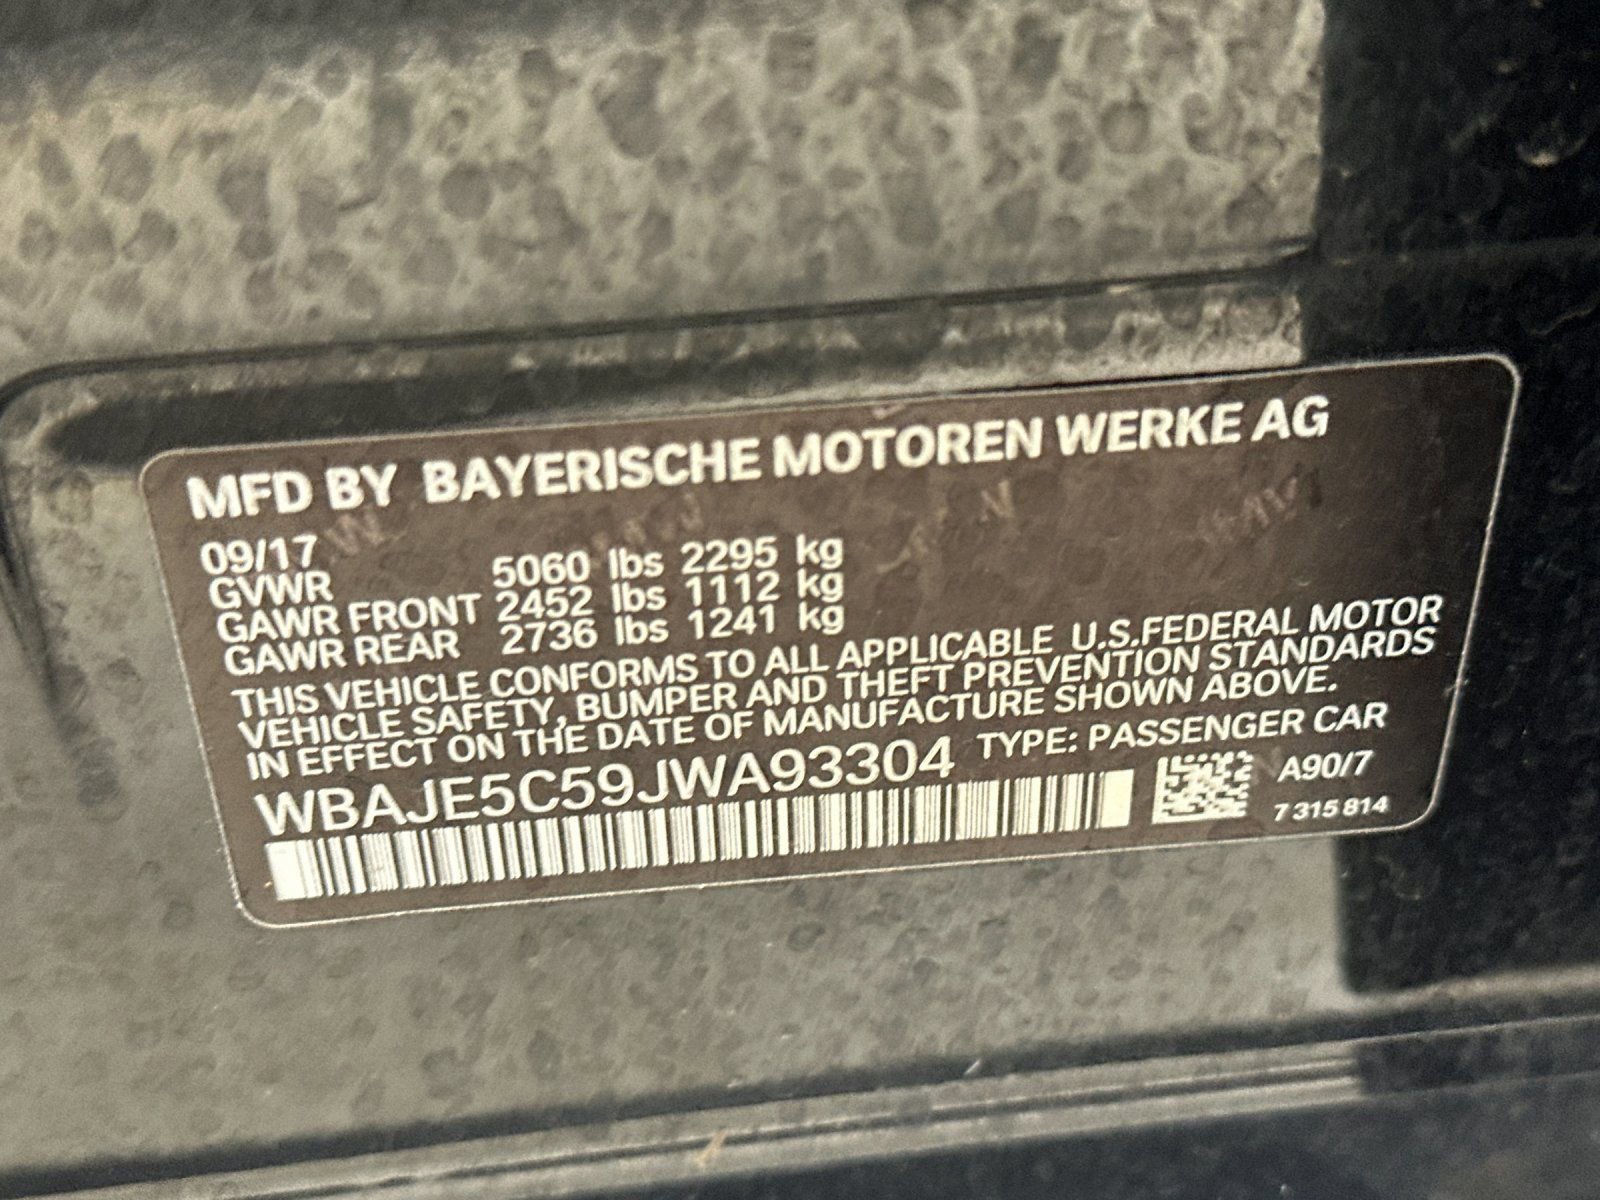 MFD BY BAYERISCHE MOTOREN WERKE AG
09/17
GVWR 5060 lbs 2295 kg
GAWR FRONT 2452 lbs 1112 kg
GAWR REAR 2736 lbs 1241 kg
THIS VEHICLE CONFORMS TO ALL APPLICABLE U.S.FEDERAL MOTOR
VEHICLE SAFETY, BUMPER AND THEFT PREVENTION STANDARDS
IN EFFECT ON THE DATE OF MANUFACTURE SHOWN ABOVE.
WBAJE5C59JWA93304 TYPE: PASSENGER CAR
A90/7
7 315 814